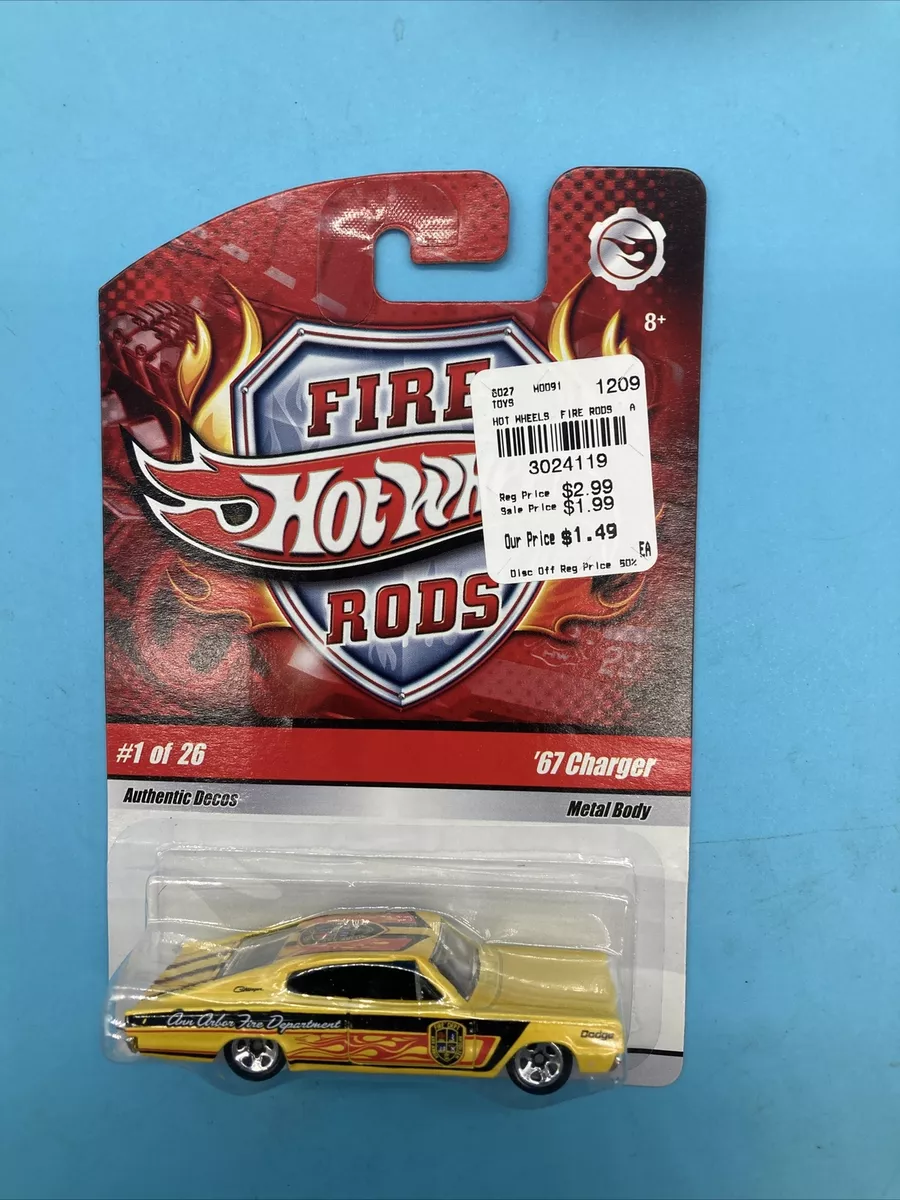 8+
FIRE
HOT WH
RODS
6027 H0091 1209
TOYS
HOT WHEELS FIRE RODS A
3024119
Reg Price $2.99
Sale Price $1.99
Our Price $1.49
EA
Disc Off Reg Price 50%
#1 of 26
'67 Charger
Authentic Decos
Metal Body
Ann Arbor Fire Department
Dodge